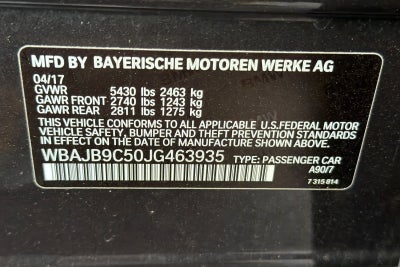 MFD BY BAYERISCHE MOTOREN WERKE AG
04/17
GVWR 5430 lbs 2463 kg
GAWR FRONT 2740 lbs 1243 kg
GAWR REAR 2811 lbs 1275 kg
THIS VEHICLE CONFORMS TO ALL APPLICABLE U.S.FEDERAL MOTOR
VEHICLE SAFETY, BUMPER AND THEFT PREVENTION STANDARDS
IN EFFECT ON THE DATE OF MANUFACTURE SHOWN ABOVE.
WBAJB9C50JG463935 TYPE: PASSENGER CAR
A90/7
7 315 814